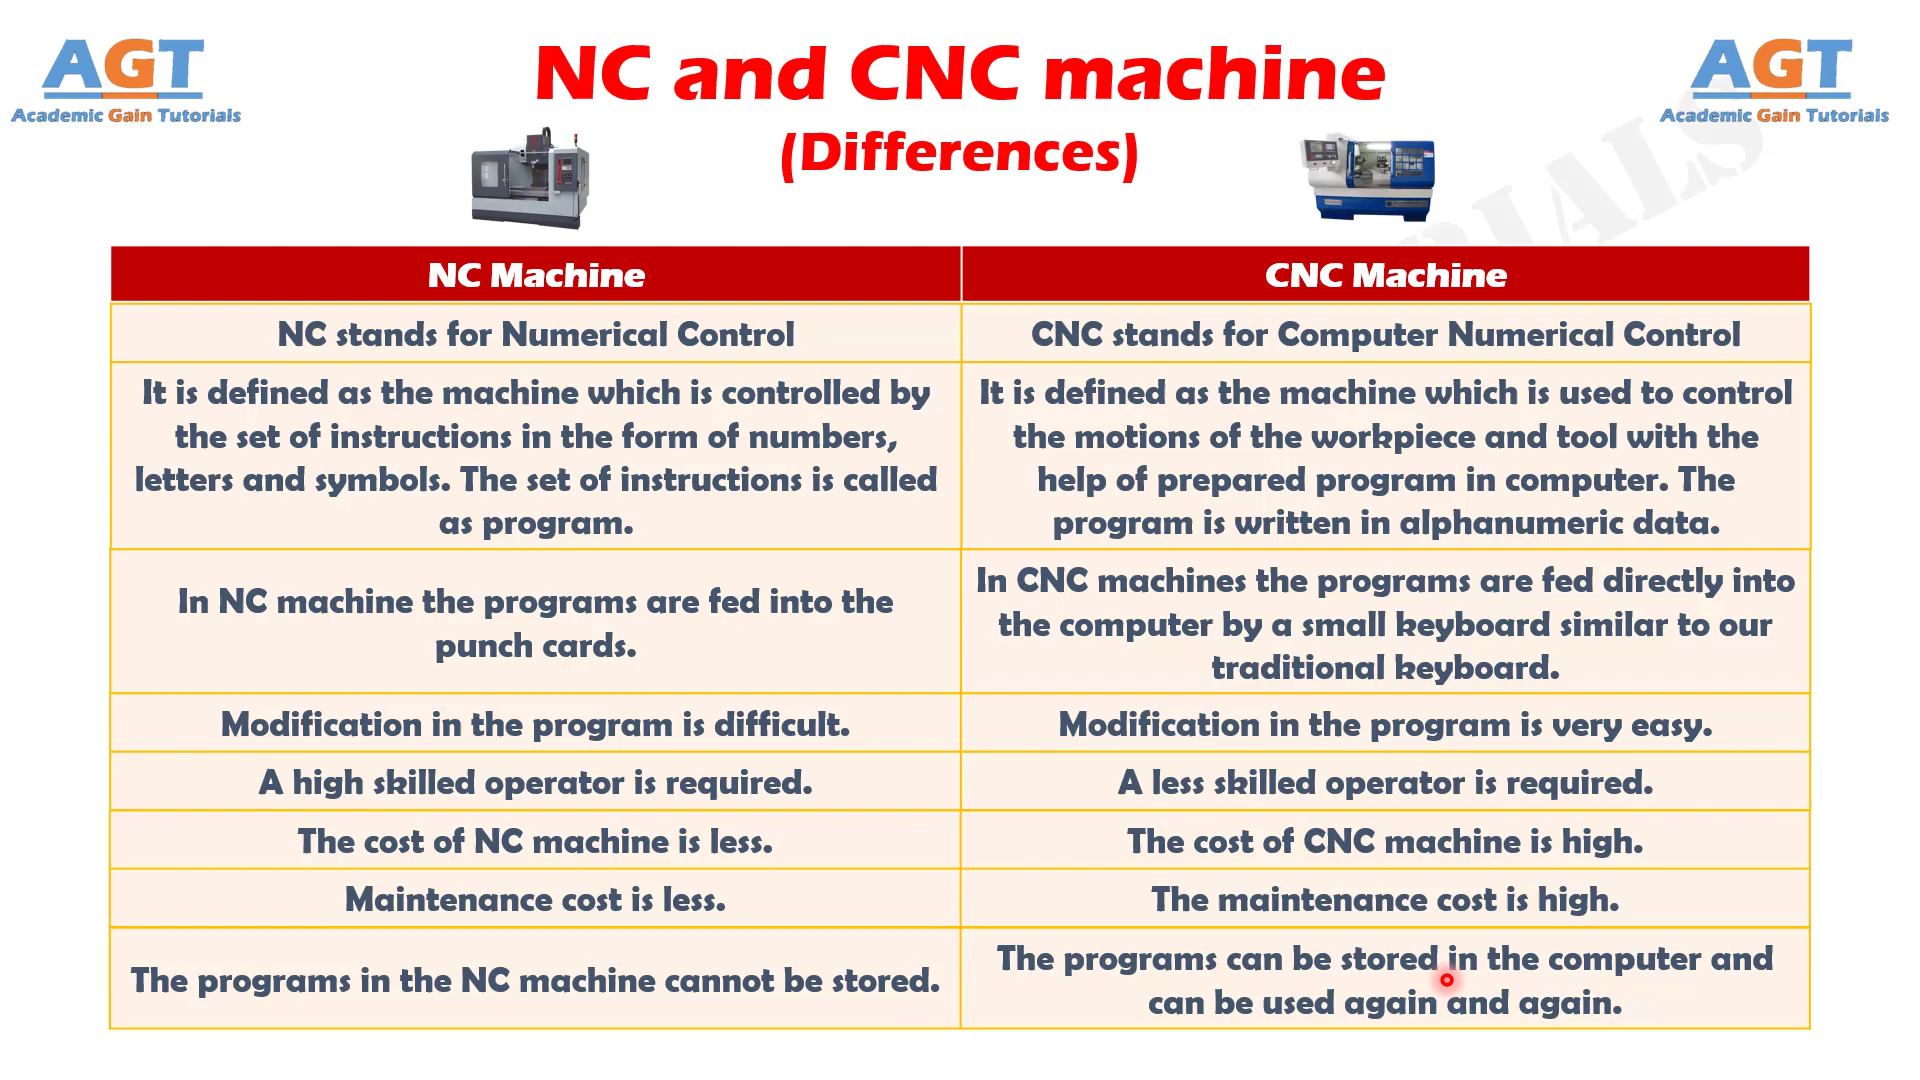 AGT
Academic Gain Tutorials
NC and CNC machine
(Differences)
AGT
Academic Gain Tutorials
RIALS
NC Machine
CNC Machine
NC stands for Numerical Control
CNC stands for Computer Numerical Control
It is defined as the machine which is controlled by
the set of instructions in the form of numbers,
letters and symbols. The set of instructions is called
as program.
It is defined as the machine which is used to control
the motions of the workpiece and tool with the
help of prepared program in computer. The
program is written in alphanumeric data.
In NC machine the programs are fed into the
punch cards.
In CNC machines the programs are fed directly into
the computer by a small keyboard similar to our
traditional keyboard.
Modification in the program is difficult.
Modification in the program is very easy.
A high skilled operator is required.
A less skilled operator is required.
The cost of NC machine is less.
The cost of CNC machine is high.
Maintenance cost is less.
The maintenance cost is high.
The programs in the NC machine cannot be stored.
The programs can be stored in the computer and
can be used again and again.